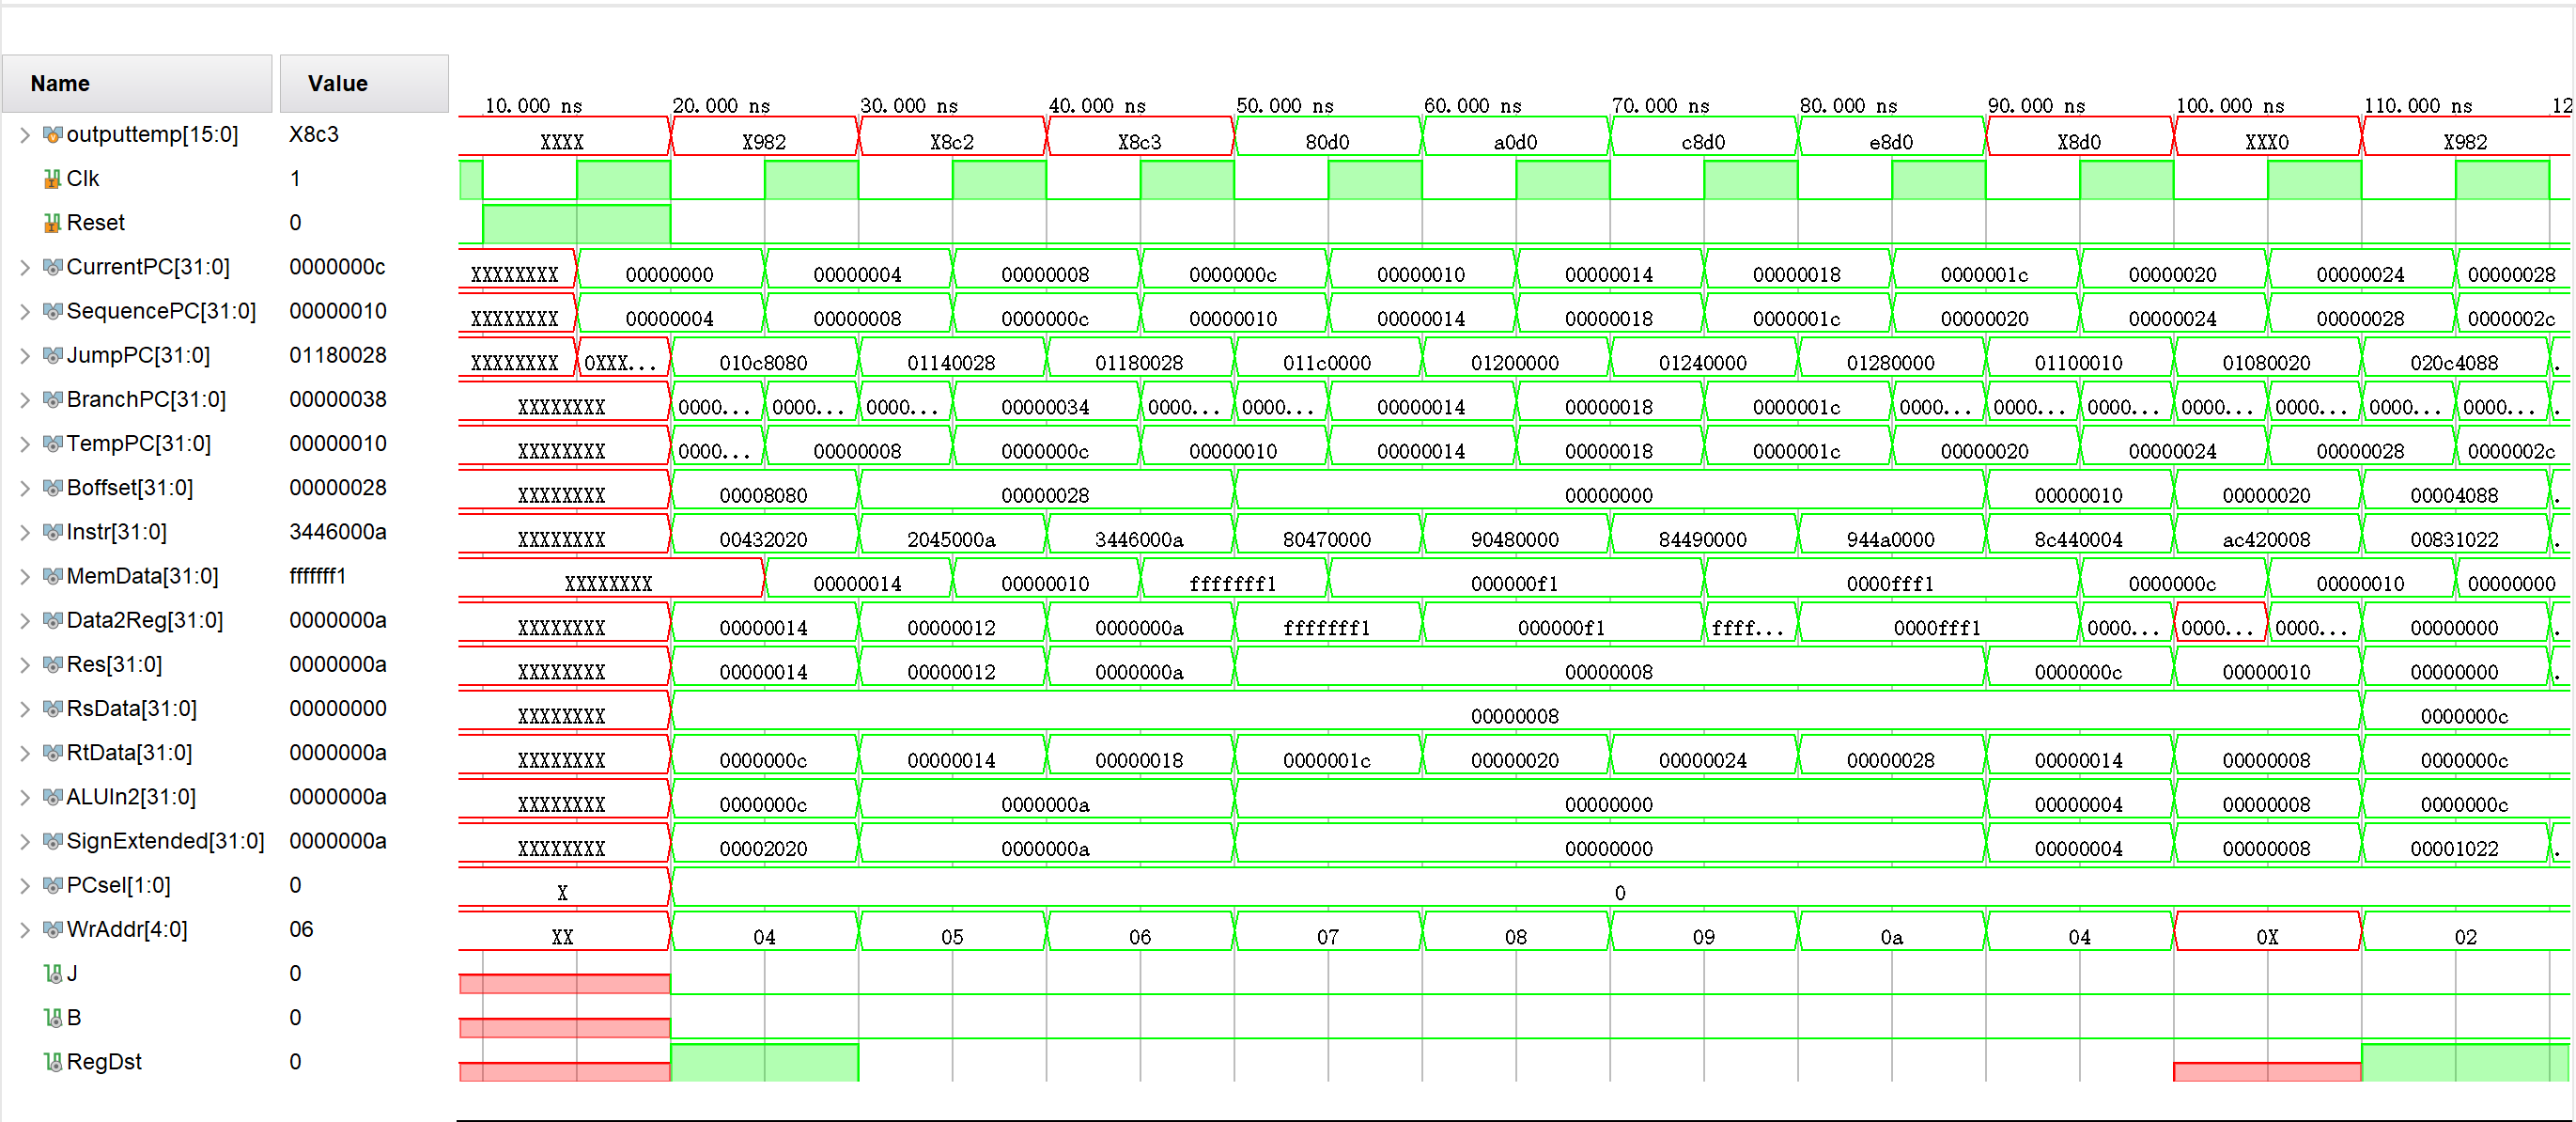 Name Value
10.000 ns 20.000 ns 30.000 ns 40.000 ns 50.000 ns 60.000 ns 70.000 ns 80.000 ns 90.000 ns 100.000 ns 110.000 ns 12
outputtemp[15:0] X8c3 XXXX X982 X8c2 X8c3 80d0 a0d0 c8d0 e8d0 X8d0 XXX0 X982
Clk 1
Reset 0
CurrentPC[31:0] 0000000c XXXXXXXX 00000000 00000004 00000008 0000000c 00000010 00000014 00000018 0000001c 00000020 00000024 00000028
SequencePC[31:0] 00000010 XXXXXXXX 00000004 00000008 0000000c 00000010 00000014 00000018 0000001c 00000020 00000024 00000028 0000002c
JumpPC[31:0] 01180028 XXXXXXXX 0XXX... 010c8080 01140028 01180028 011c0000 01200000 01240000 01280000 01100010 01080020 020c4088 .
BranchPC[31:0] 00000038 XXXXXXXX 0000... 0000... 0000... 00000034 0000... 0000... 00000014 00000018 0000001c 0000... 0000... 0000... 0000... 0000... 0000... 0000... .
TempPC[31:0] 00000010 XXXXXXXX 0000... 00000008 0000000c 00000010 00000014 00000018 0000001c 00000020 00000024 00000028 0000002c
Boffset[31:0] 00000028 XXXXXXXX 00008080 00000028 00000000 00000010 00000020 00004088 .
Instr[31:0] 3446000a XXXXXXXX 00432020 2045000a 3446000a 80470000 90480000 84490000 944a0000 8c440004 ac420008 00831022 .
MemData[31:0] fffffff1 XXXXXXXX 00000014 00000010 fffffff1 000000f1 0000fff1 0000000c 00000010 00000000
Data2Reg[31:0] 0000000a XXXXXXXX 00000014 00000012 0000000a fffffff1 000000f1 ffff... 0000fff1 0000... 0000... 0000... 00000000 .
Res[31:0] 0000000a XXXXXXXX 00000014 00000012 0000000a 00000008 0000000c 00000010 00000000 .
RsData[31:0] 00000000 XXXXXXXX 00000008 0000000c
RtData[31:0] 0000000a XXXXXXXX 0000000c 00000014 00000018 0000001c 00000020 00000024 00000028 00000014 00000008 0000000c
ALUIn2[31:0] 0000000a XXXXXXXX 0000000c 0000000a 00000000 00000004 00000008 0000000c
SignExtended[31:0] 0000000a XXXXXXXX 00002020 0000000a 00000000 00000004 00000008 00001022 .
PCsel[1:0] 0 X 0
WrAddr[4:0] 06 XX 04 05 06 07 08 09 0a 04 0X 02
J 0
B 0
RegDst 0